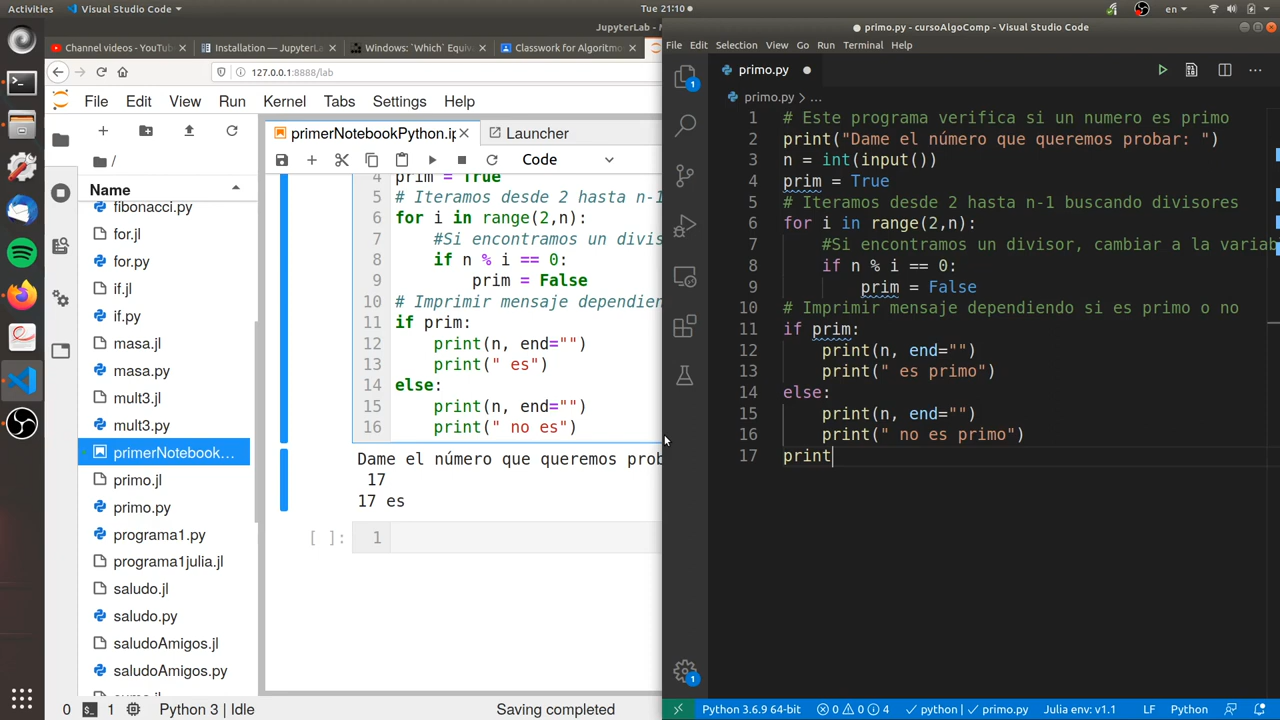 Activities
Visual Studio Code
Tue 21:10
en
JupyterLab
primo.py - cursoAlgoComp - Visual Studio Code
Channel videos - YouTub
Installation — JupyterLab
Windows: `Which` Equiv
Classwork for Algoritmo
127.0.0.1:8888/lab
File Edit View Run Kernel Tabs Settings Help
primerNotebookPython.ip
Launcher
Code
/
Name
fibonacci.py
for.jl
for.py
if.jl
if.py
masa.jl
masa.py
mult3.jl
mult3.py
primerNotebook…
primo.jl
primo.py
programa1.py
programa1julia.jl
saludo.jl
saludo.py
saludoAmigos.jl
saludoAmigos.py
4 prim = True
5 # Iteramos desde 2 hasta n-1
6 for i in range(2,n):
7 #Si encontramos un divis
8 if n % i == 0:
9 prim = False
10 # Imprimir mensaje dependien
11 if prim:
12 print(n, end="")
13 print(" es")
14 else:
15 print(n, end="")
16 print(" no es")
Dame el número que queremos prob
17
17 es
[ ]: 1
0 1 Python 3 | Idle
Saving completed
File Edit Selection View Go Run Terminal Help
primo.py
primo.py > ...
1 # Este programa verifica si un numero es primo
2 print("Dame el número que queremos probar: ")
3 n = int(input())
4 prim = True
5 # Iteramos desde 2 hasta n-1 buscando divisores
6 for i in range(2,n):
7 #Si encontramos un divisor, cambiar a la variab
8 if n % i == 0:
9 prim = False
10 # Imprimir mensaje dependiendo si es primo o no
11 if prim:
12 print(n, end="")
13 print(" es primo")
14 else:
15 print(n, end="")
16 print(" no es primo")
17 print
1
1
Python 3.6.9 64-bit 0 0 4 python | primo.py Julia env: v1.1 LF Python